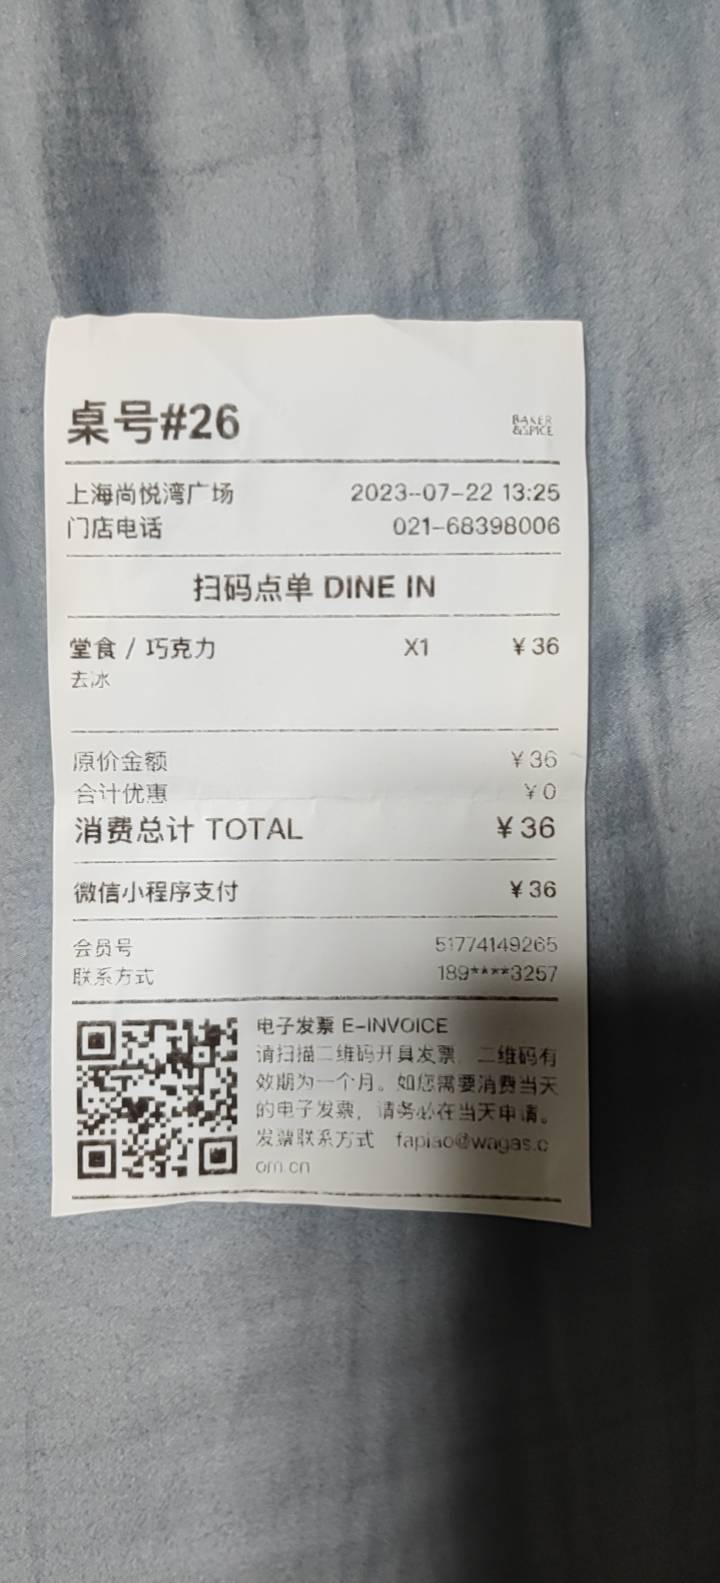 桌号#26
BAKER
&SPICE
上海尚悦湾广场 2023-07-22 13:25
门店电话 021-68398006
扫码点单 DINE IN
堂食 / 巧克力 X1 ¥36
去冰
原价金额 ¥36
合计优惠 ¥0
消费总计 TOTAL ¥36
微信小程序支付 ¥36
会员号 51774149265
联系方式 189****3257
电子发票 E-INVOICE
请扫描二维码开具发票，二维码有
效期为一个月。如您需要消费当天
的电子发票，请务必在当天申请。
发票联系方式 fapiao@wagas.c
om.cn